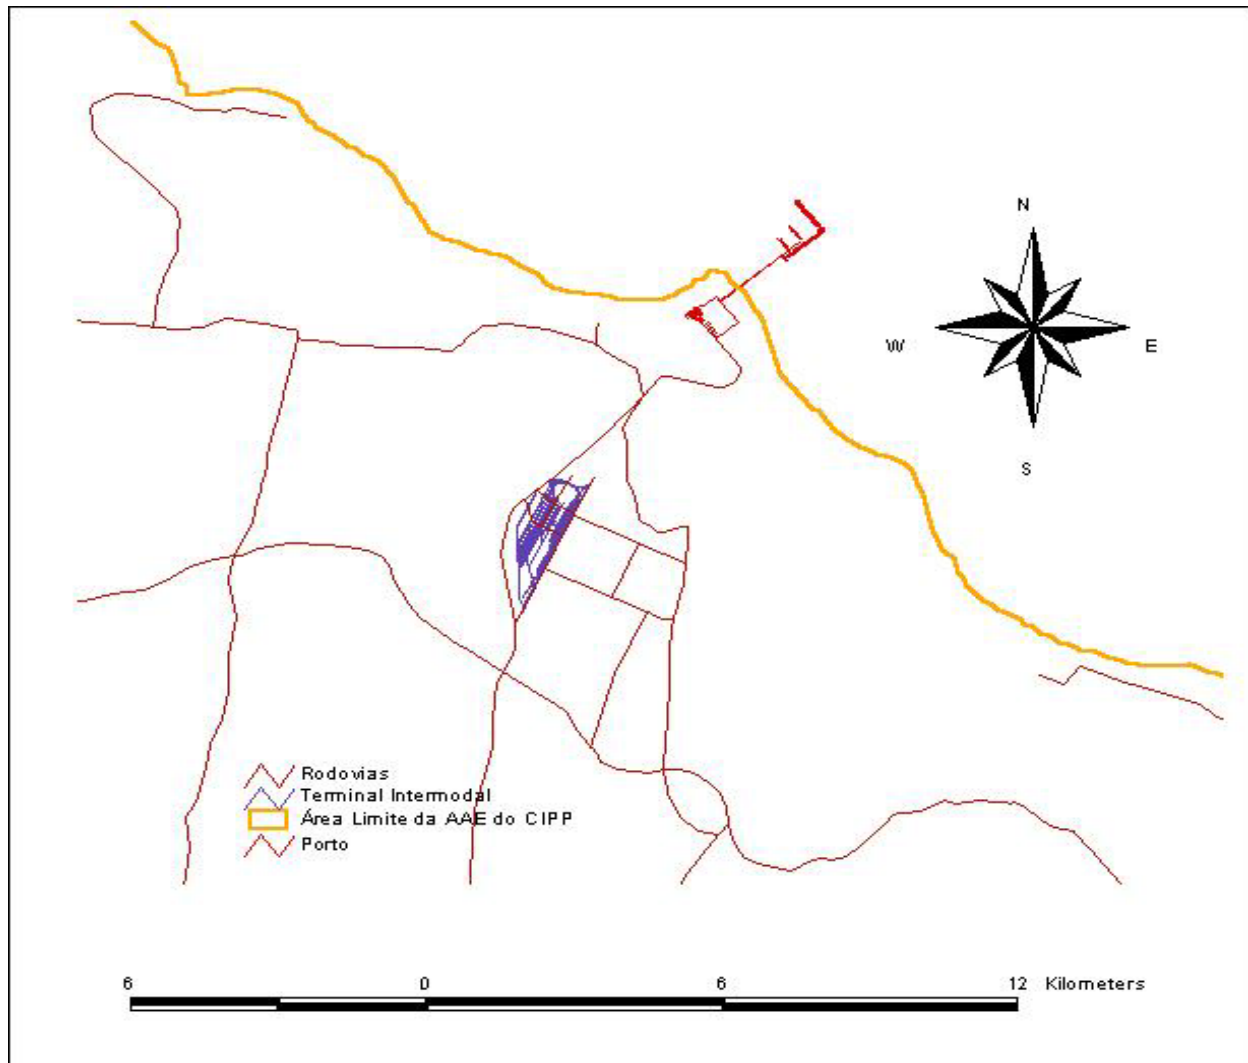 N
W
E
S
Rodovias
Terminal Intermodal
Área Limite da AAE do CIPP
Porto
6 0 6 12 Kilometers